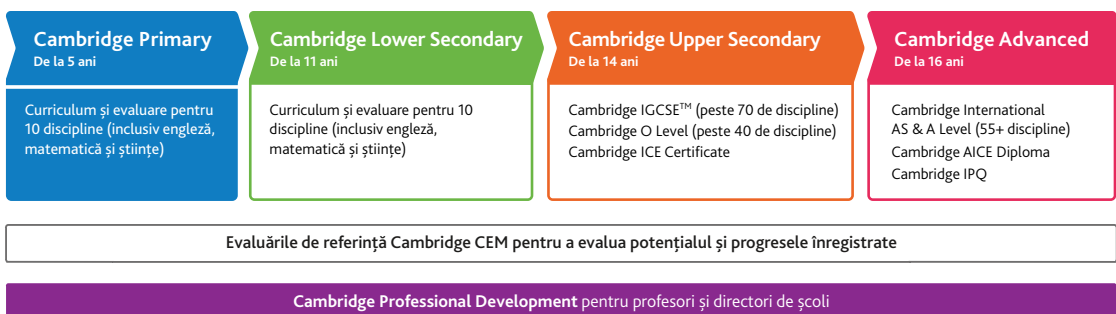 Cambridge Primary
De la 5 ani
Curriculum și evaluare pentru
10 discipline (inclusiv engleză,
matematică și științe)
Cambridge Lower Secondary
De la 11 ani
Curriculum și evaluare pentru 10
discipline (inclusiv engleză,
matematică și științe)
Cambridge Upper Secondary
De la 14 ani
Cambridge IGCSE™ (peste 70 de discipline)
Cambridge O Level (peste 40 de discipline)
Cambridge ICE Certificate
Cambridge Advanced
De la 16 ani
Cambridge International
AS & A Level (55+ discipline)
Cambridge AICE Diploma
Cambridge IPQ
Evaluările de referință Cambridge CEM pentru a evalua potențialul și progresele înregistrate
Cambridge Professional Development pentru profesori și directori de școli